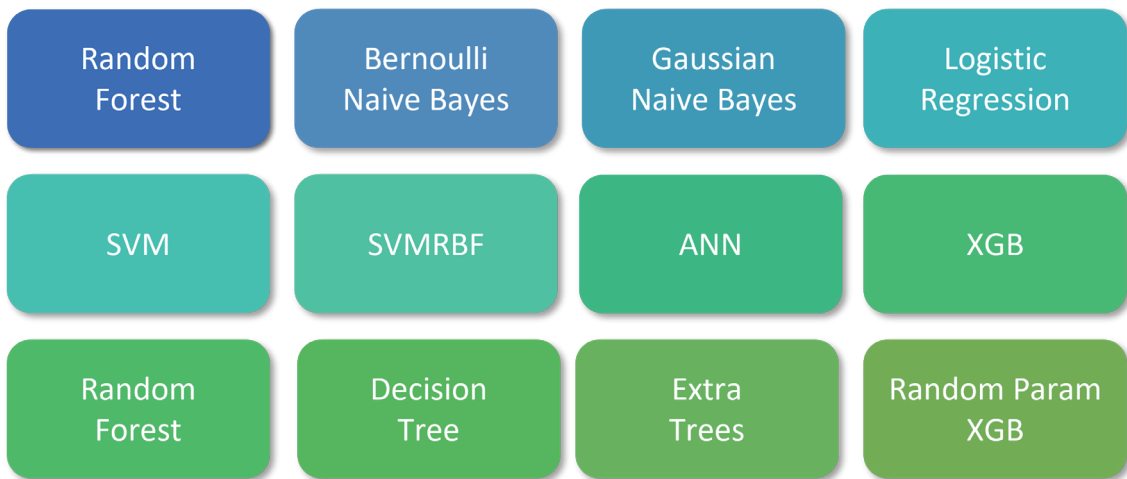 Random
Forest
Bernoulli
Naive Bayes
Gaussian
Naive Bayes
Logistic
Regression
SVM
SVMRBF
ANN
XGB
Random
Forest
Decision
Tree
Extra
Trees
Random Param
XGB